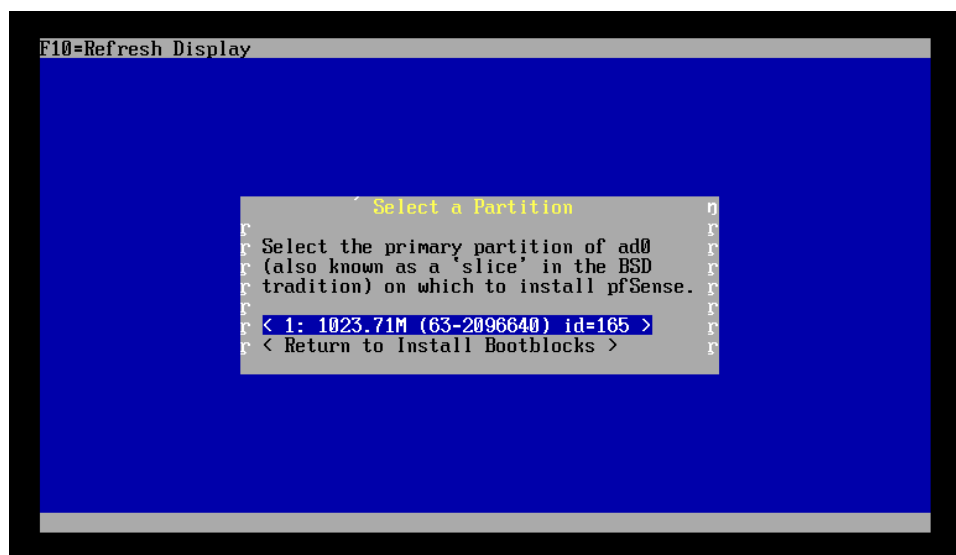 F10=Refresh Display
Select a Partition
Select the primary partition of ad0
(also known as a 'slice' in the BSD
tradition) on which to install pfSense.
< 1: 1023.71M (63-2096640) id=165 >
< Return to Install Bootblocks >